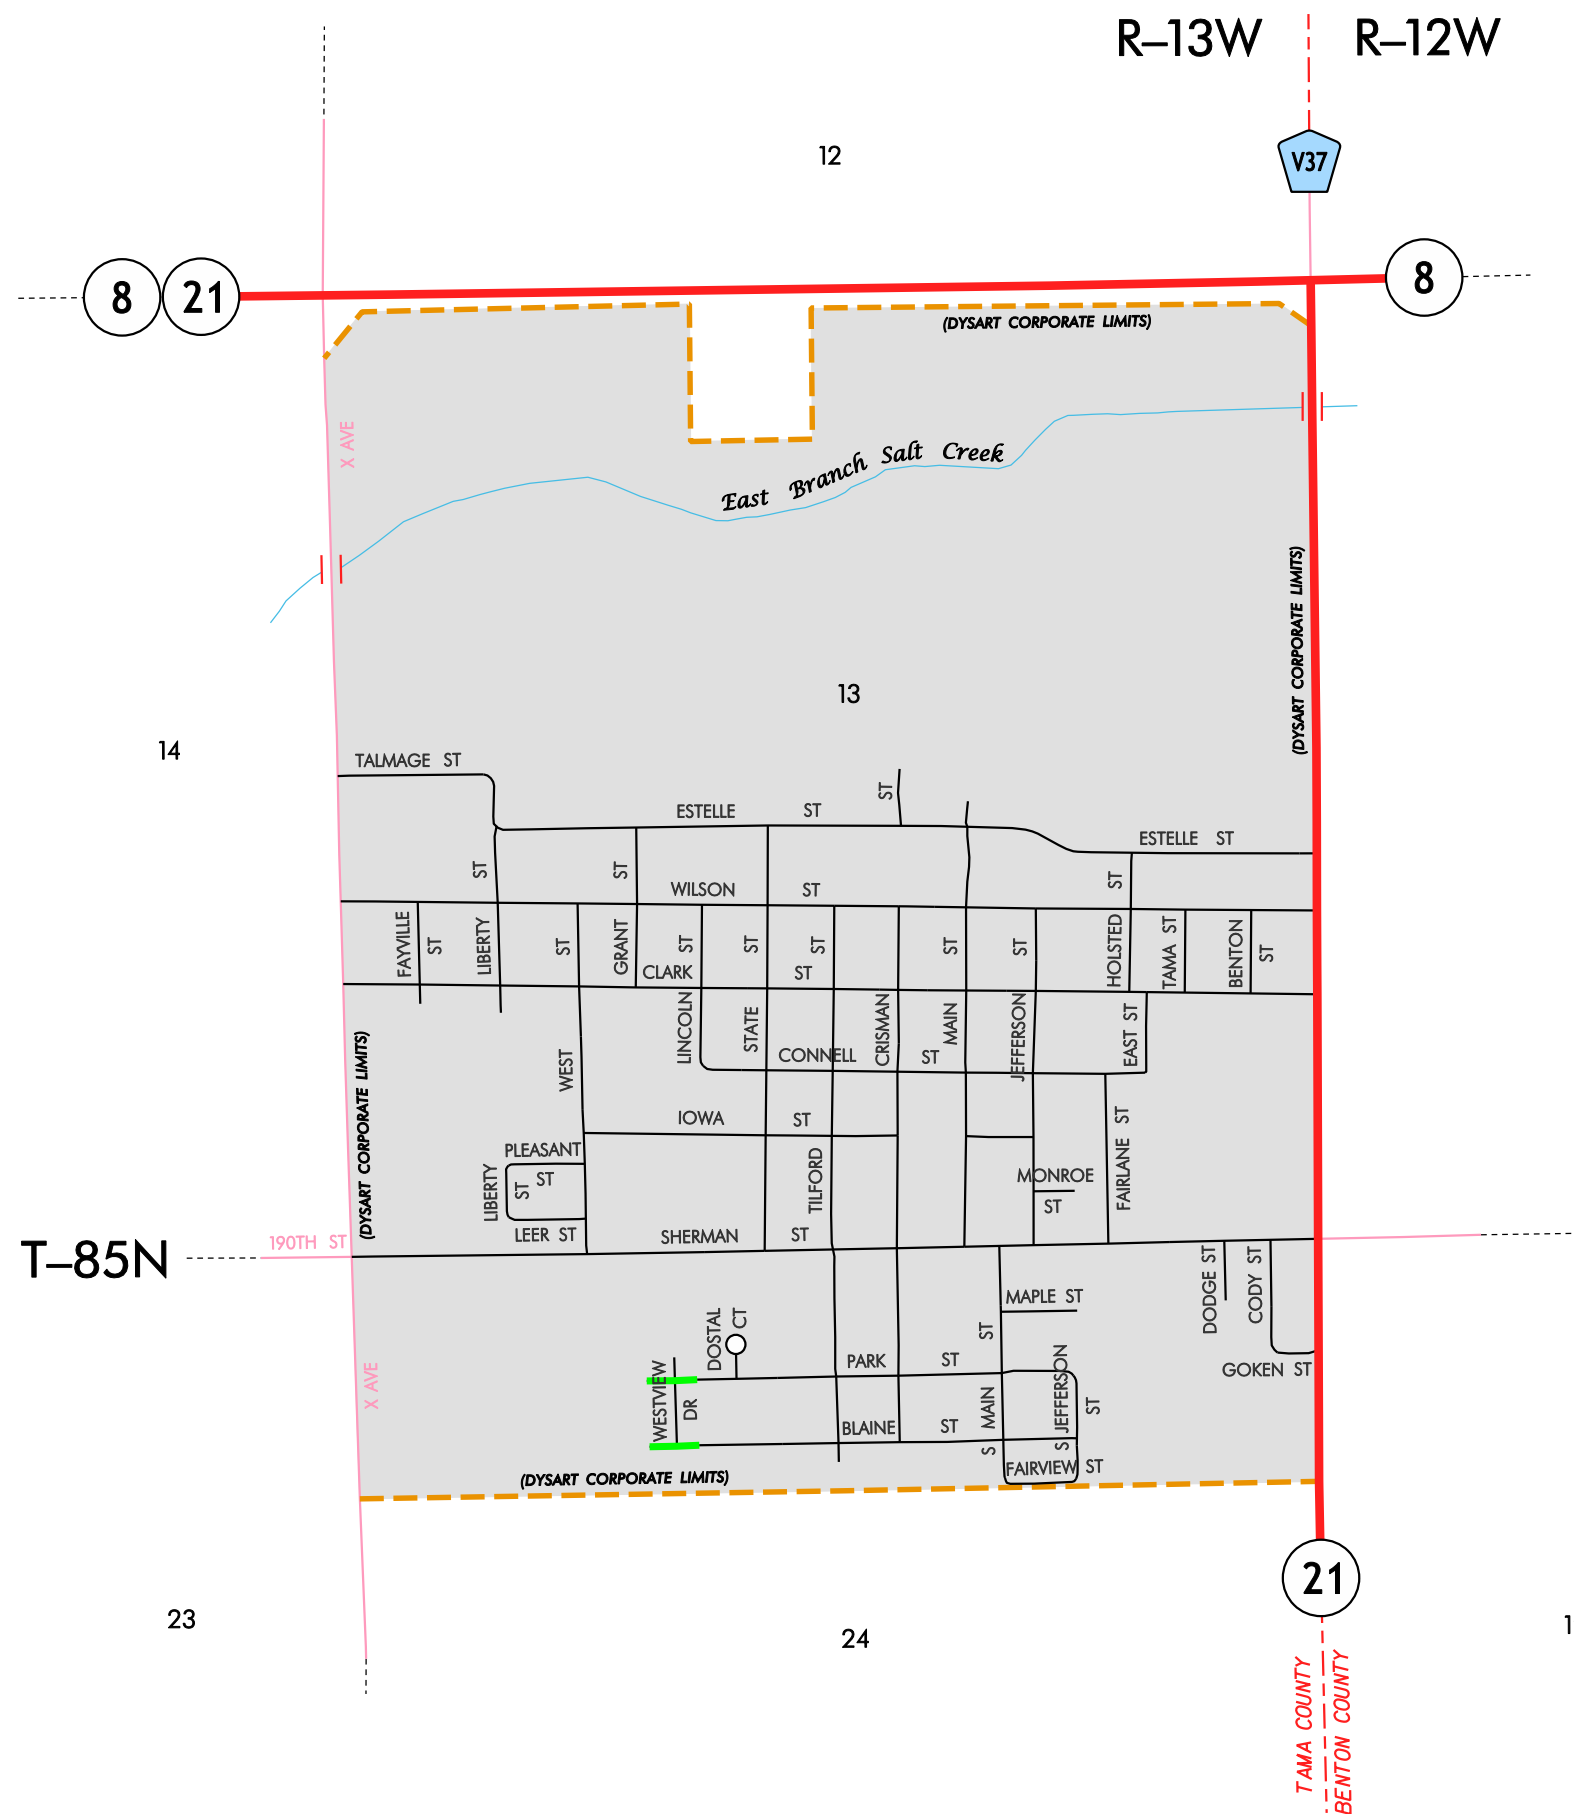 R–13W R–12W
12
V37
8 21
8
(DYSART CORPORATE LIMITS)
X AVE
East Branch Salt Creek
(DYSART CORPORATE LIMITS)
13
14
TALMAGE ST
ESTELLE ST
ST
ESTELLE ST
ST
ST
WILSON ST
ST
FAYVILLE ST
LIBERTY
ST
GRANT
ST
ST
ST
ST
ST
HOLSTED
TAMA ST
BENTON ST
CLARK ST
LINCOLN
STATE
CRISMAN
MAIN
JEFFERSON
EAST ST
(DYSART CORPORATE LIMITS)
WEST
CONNELL ST
IOWA ST
PLEASANT ST
LIBERTY ST
LEER ST
TILFORD
MONROE ST
FAIRLANE ST
SHERMAN ST
T–85N
190TH ST
DODGE ST
CODY ST
MAPLE ST
DOSTAL CT
ST
X AVE
WESTVIEW DR
PARK ST
GOKEN ST
S MAIN
S JEFFERSON ST
BLAINE ST
FAIRVIEW ST
(DYSART CORPORATE LIMITS)
21
23
24
1
TAMA COUNTY
BENTON COUNTY